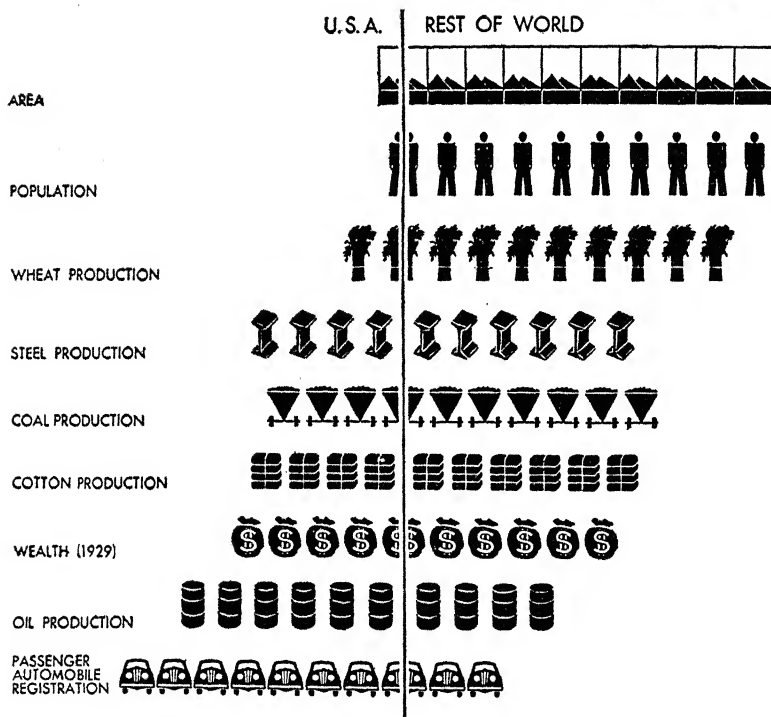 U.S.A. REST OF WORLD
AREA
POPULATION
WHEAT PRODUCTION
STEEL PRODUCTION
COAL PRODUCTION
COTTON PRODUCTION
WEALTH (1929)
$ $ $ $ $ $ $ $ $ $
OIL PRODUCTION
PASSENGER
AUTOMOBILE
REGISTRATION